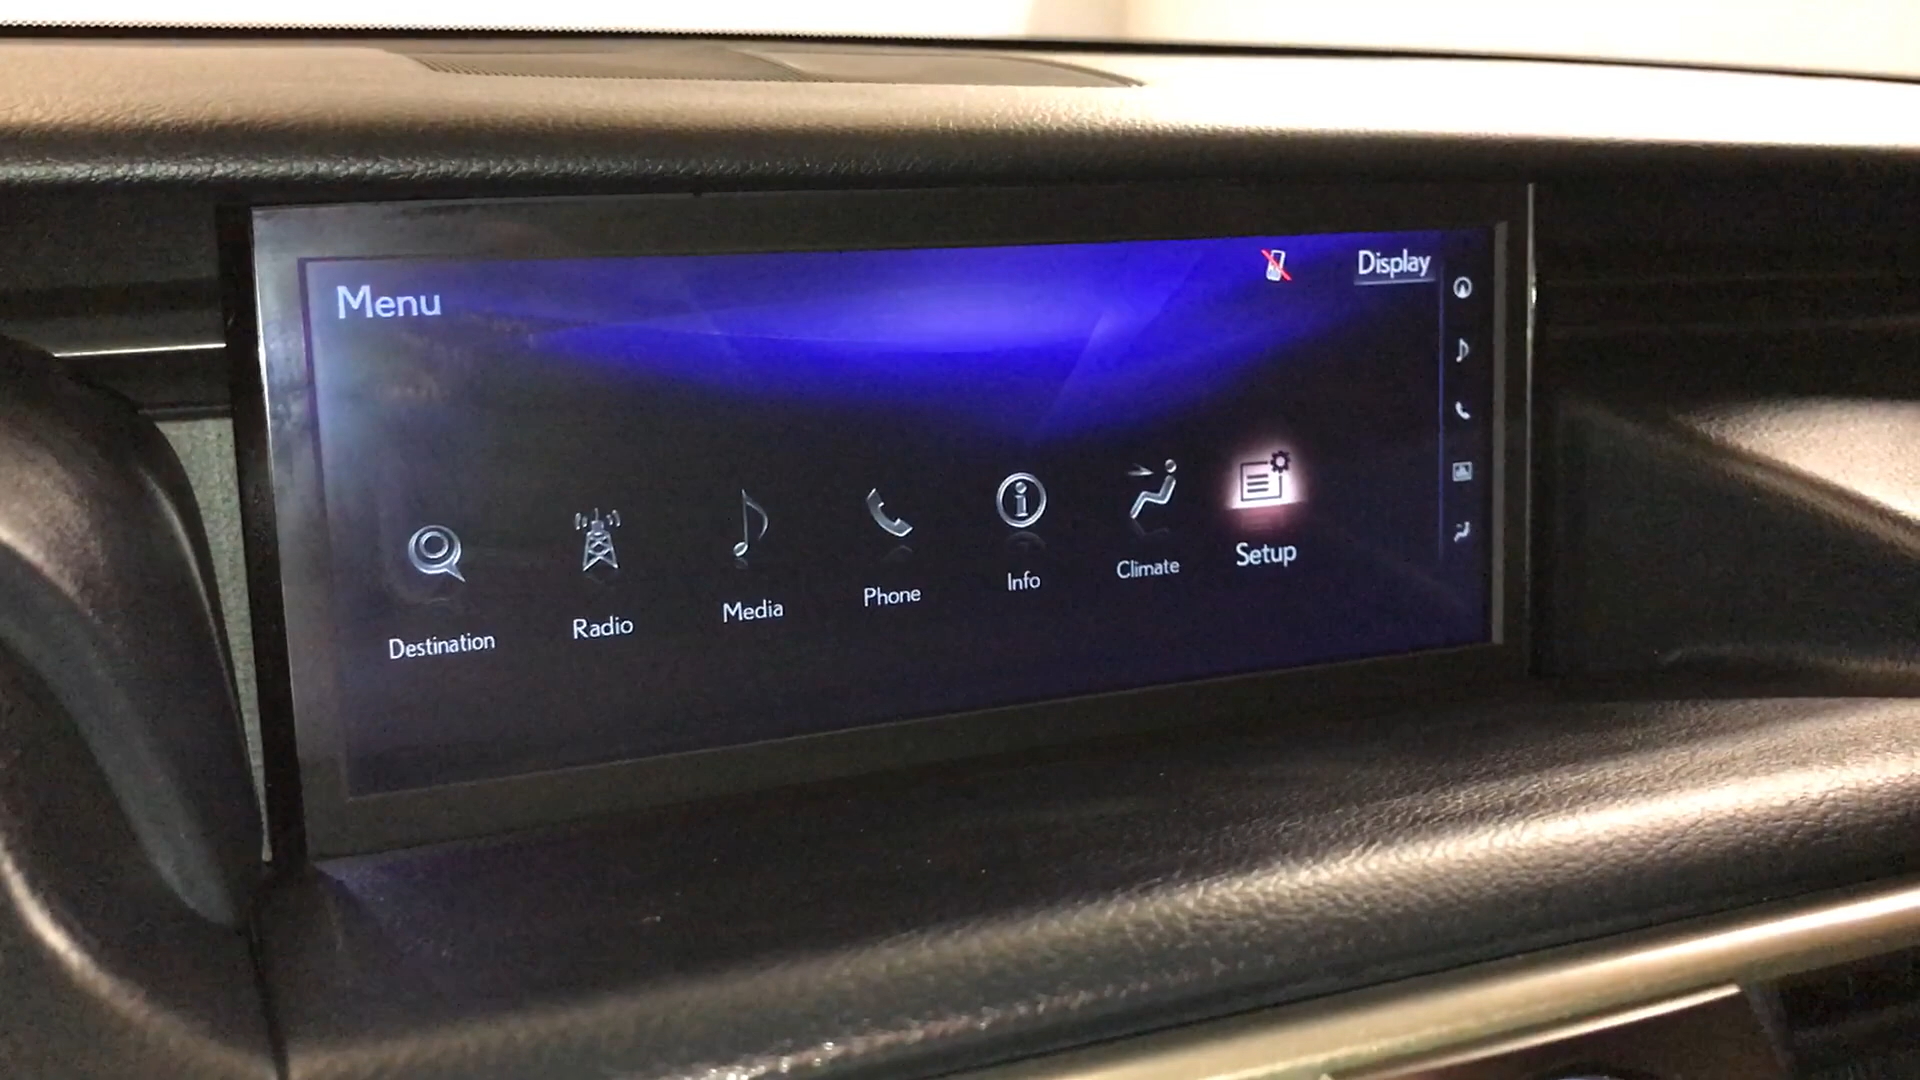 Menu
Display
Destination
Radio
Media
Phone
Info
Climate
Setup